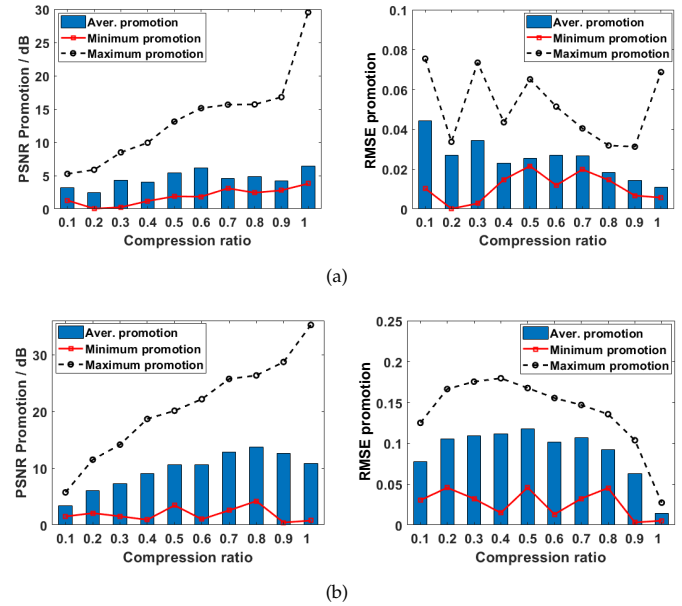 PSNR Promotion / dB
30
25
20
15
10
5
0
Aver. promotion
Minimum promotion
Maximum promotion
0.1 0.2 0.3 0.4 0.5 0.6 0.7 0.8 0.9 1
Compression ratio
RMSE promotion
0.1
0.08
0.06
0.04
0.02
0
Aver. promotion
Minimum promotion
Maximum promotion
0.1 0.2 0.3 0.4 0.5 0.6 0.7 0.8 0.9 1
Compression ratio
(a)
PSNR Promotion / dB
30
20
10
0
Aver. promotion
Minimum promotion
Maximum promotion
0.1 0.2 0.3 0.4 0.5 0.6 0.7 0.8 0.9 1
Compression ratio
RMSE promotion
0.25
0.2
0.15
0.1
0.05
0
Aver. promotion
Minimum promotion
Maximum promotion
0.1 0.2 0.3 0.4 0.5 0.6 0.7 0.8 0.9 1
Compression ratio
(b)